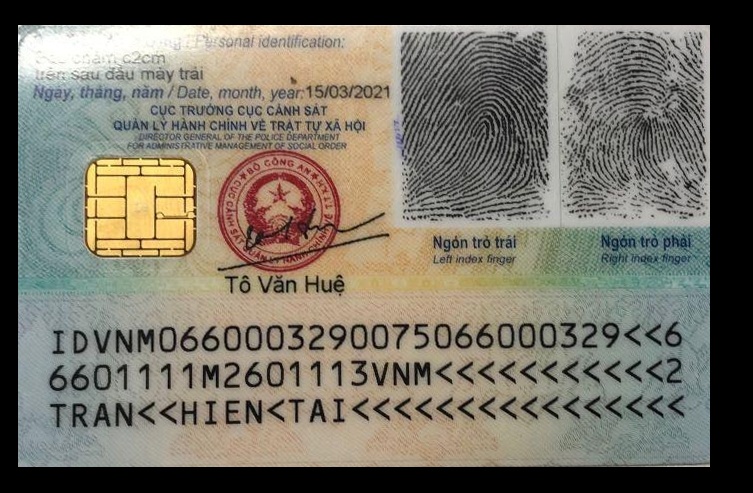 / Personal identification:
c2cm
trên sau đầu mày trái
Ngày, tháng, năm / Date, month, year:15/03/2021
CỤC TRƯỞNG CỤC CẢNH SÁT
QUẢN LÝ HÀNH CHÍNH VỀ TRẬT TỰ XÃ HỘI
DIRECTOR GENERAL OF THE POLICE DEPARTMENT
FOR ADMINISTRATIVE MANAGEMENT OF SOCIAL ORDER
BỘ CÔNG AN
Tô Văn Huệ
Ngón trỏ trái
Left index finger
Ngón trỏ phải
Right index finger
IDVNM0660003290075066000329<<6
6601111M2601113VNM<<<<<<<<<<<2
TRAN<<HIEN<TAI<<<<<<<<<<<<<<<<